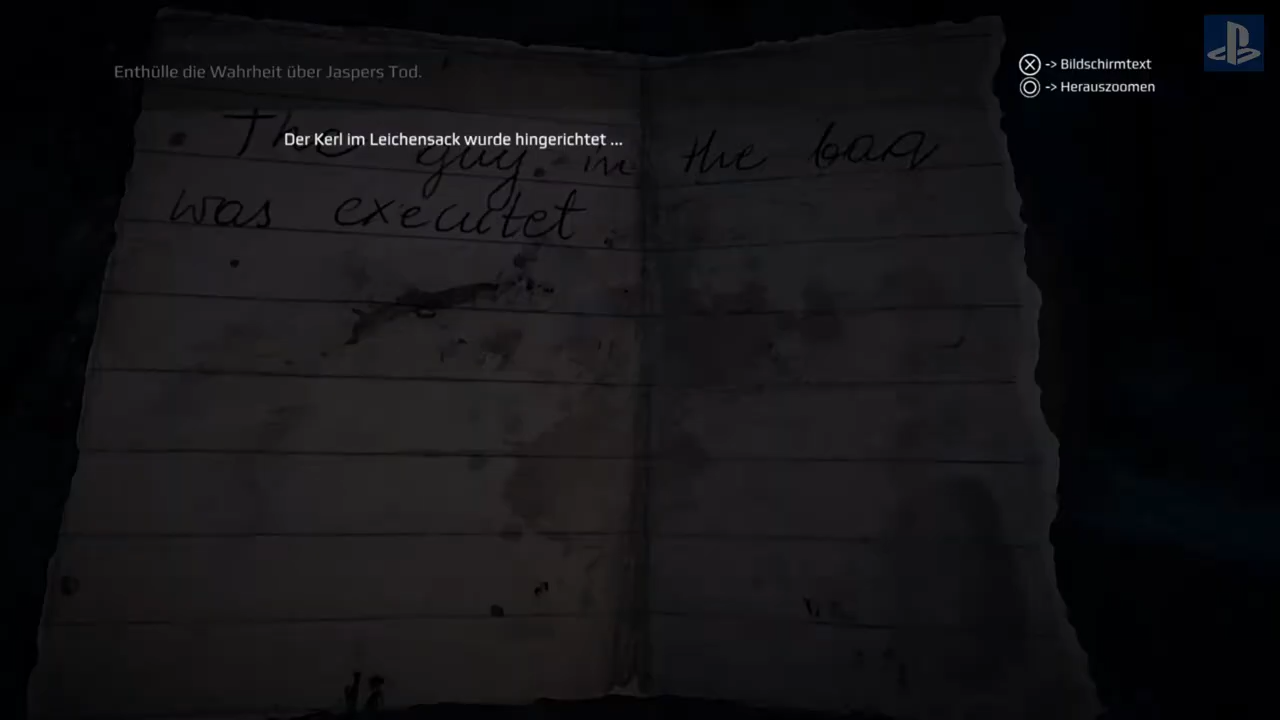 Enthülle die Wahrheit über Jaspers Tod.
-> Bildschirmtext
-> Herauszoomen
Der Kerl im Leichensack wurde hingerichtet ...
The guy in the bag
was executet.